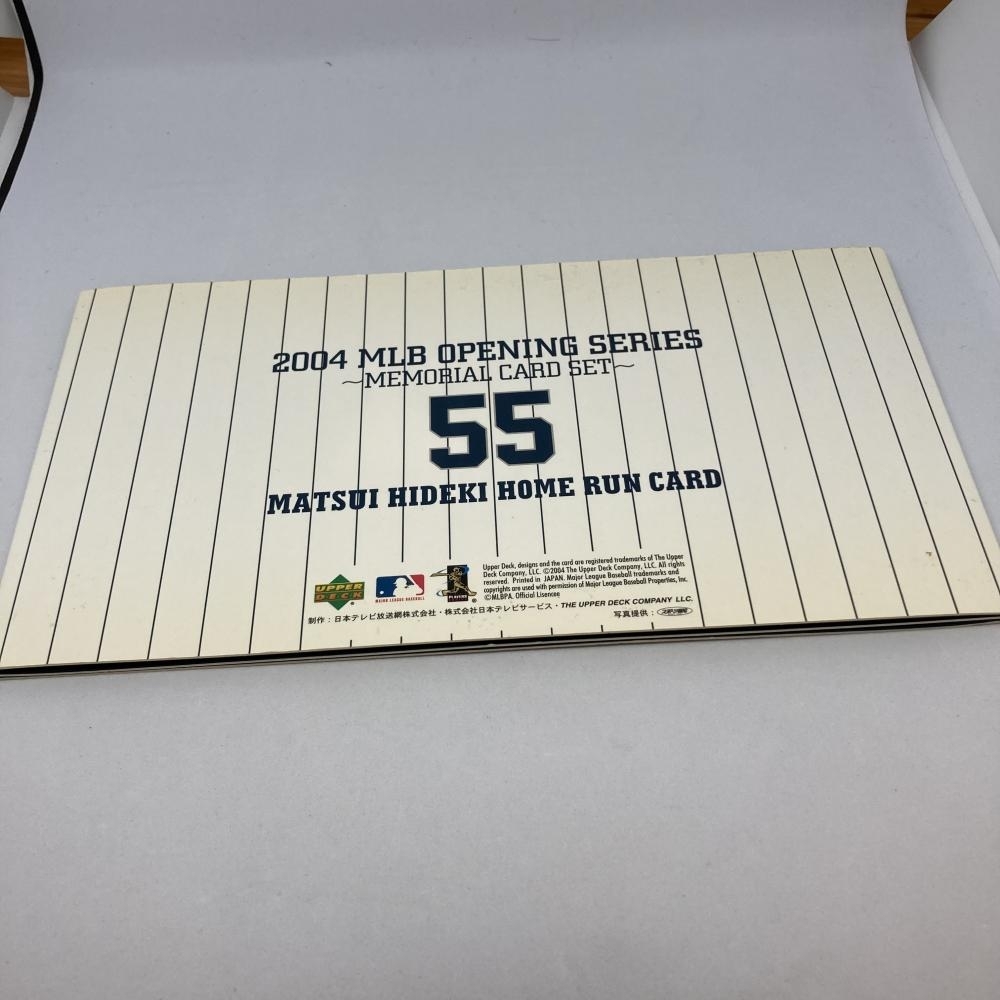 2004 MLB OPENING SERIES
~MEMORIAL CARD SET~
55
MATSUI HIDEKI HOME RUN CARD
UPPER
DECK
MAJOR LEAGUE BASEBALL
PLAYERS
Upper Deck, designs and the card are registered trademarks of The Upper
Deck Company, LLC. ©2004 The Upper Deck Company, LLC. All rights
reserved. Printed in JAPAN. Major League Baseball trademarks and
copyrights are used with permission of Major League Baseball Properties, Inc.
©MLBPA, Official Licensee
制作：日本テレビ放送網株式会社・株式会社日本テレビサービス・THE UPPER DECK COMPANY LLC.
写真提供：